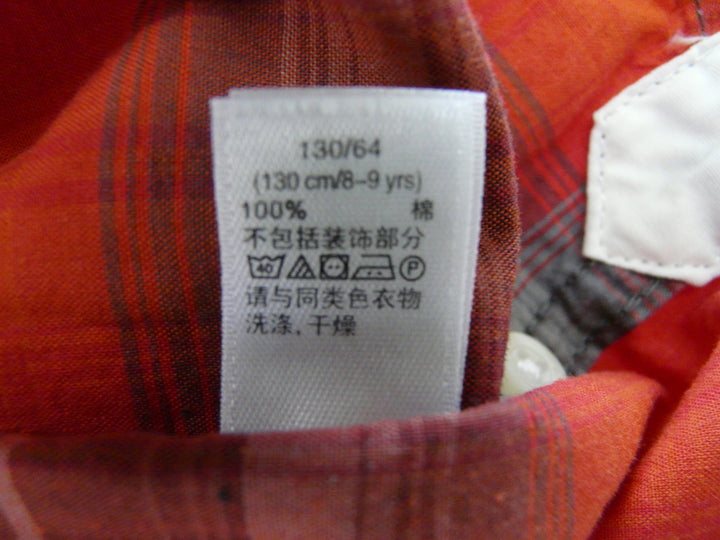 130/64
(130 cm/8-9 yrs)
100% 棉
不包括装饰部分
40 P
请与同类色衣物
洗涤,干燥